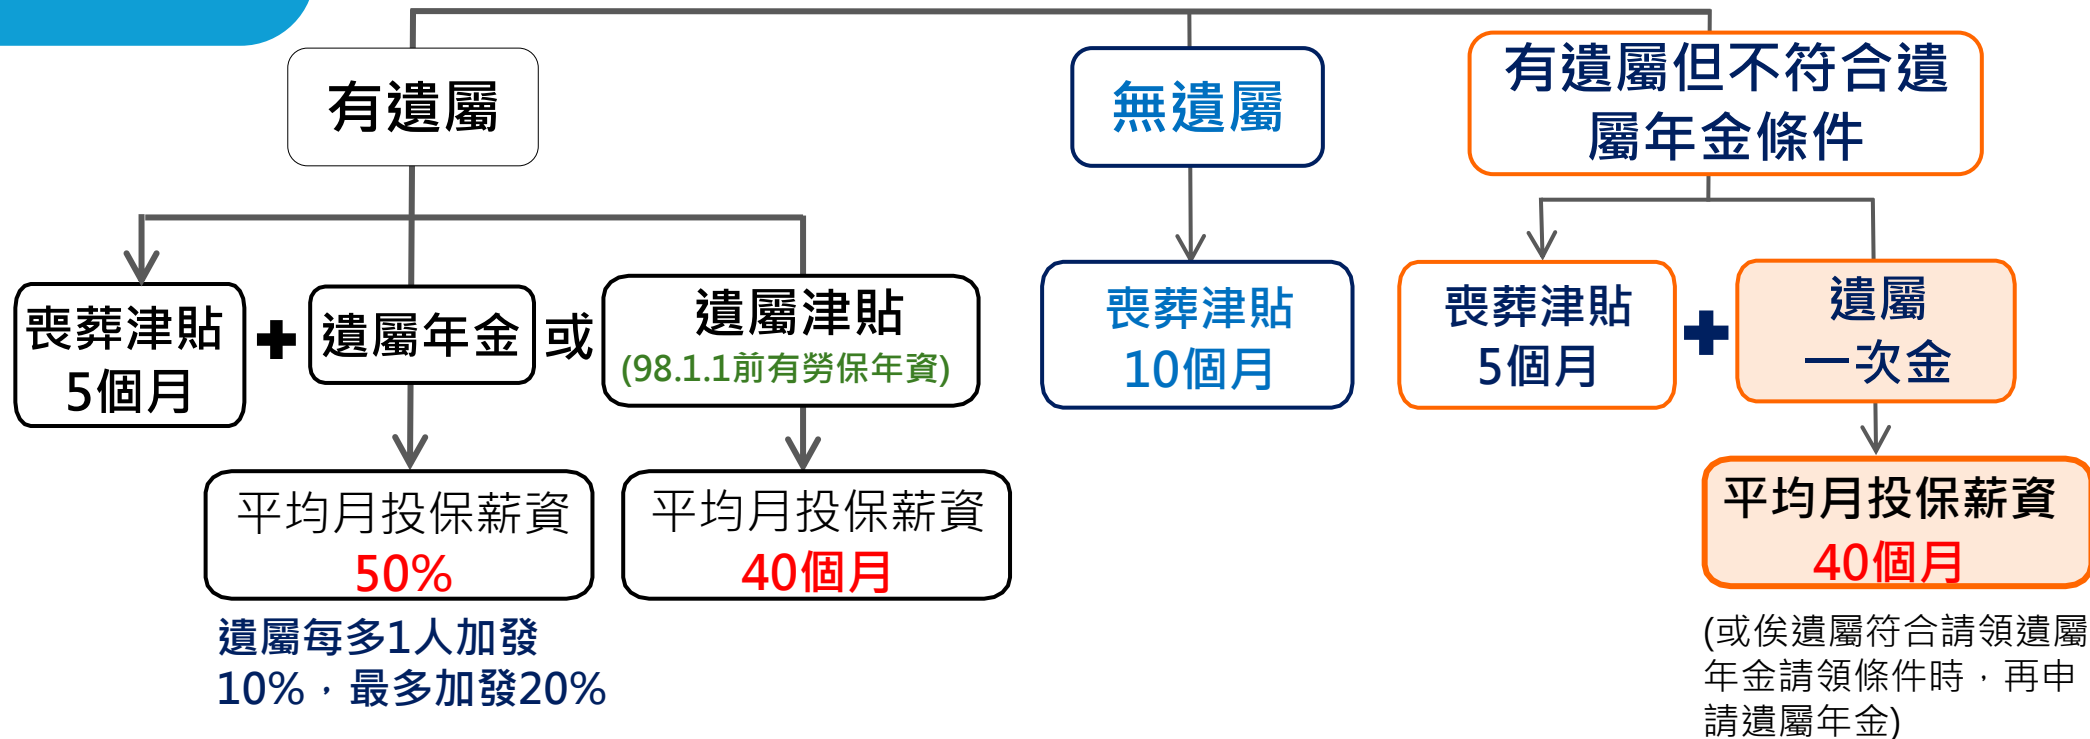 有遺屬
無遺屬
有遺屬但不符合遺
屬年金條件
喪葬津貼
5個月
+
遺屬年金
或
遺屬津貼
(98.1.1前有勞保年資)
喪葬津貼
10個月
喪葬津貼
5個月
+
遺屬
一次金
平均月投保薪資
50%
平均月投保薪資
40個月
平均月投保薪資
40個月
遺屬每多1人加發
10%，最多加發20%
(或俟遺屬符合請領遺屬
年金請領條件時，再申
請遺屬年金)